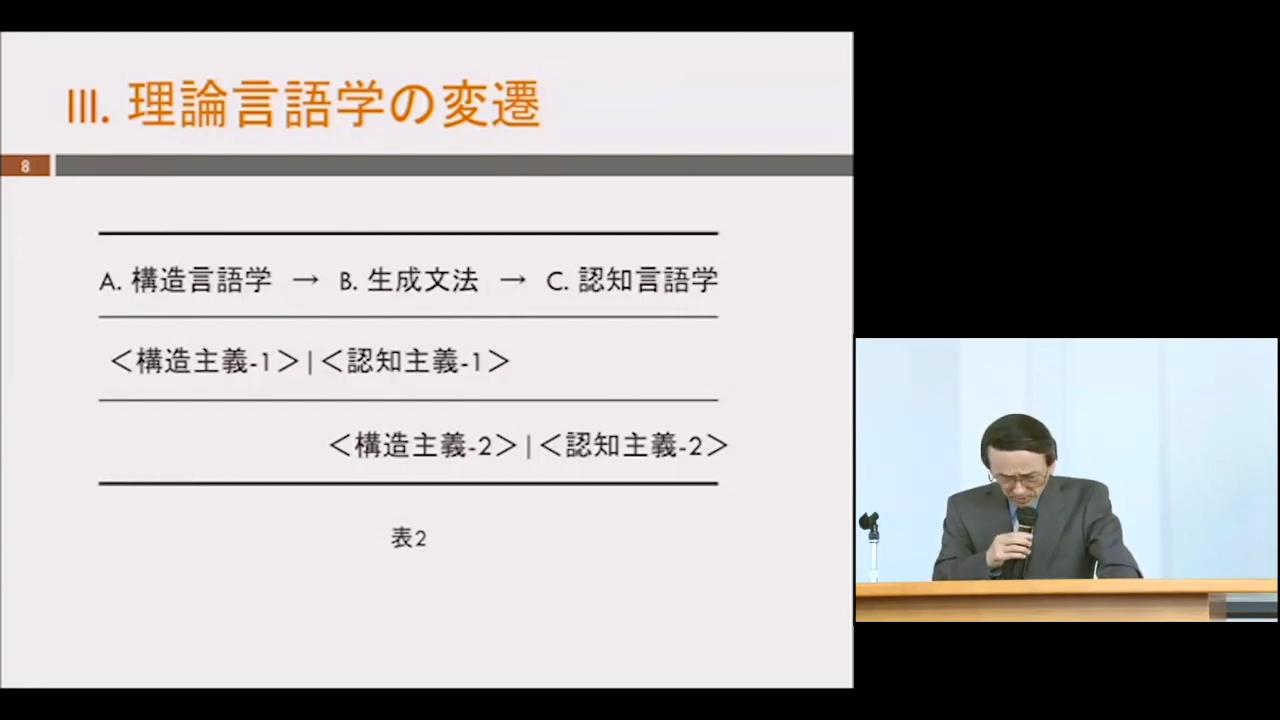 III. 理論言語学の変遷
8
A. 構造言語学 → B. 生成文法 → C. 認知言語学
＜構造主義-1＞|＜認知主義-1＞
＜構造主義-2＞|＜認知主義-2＞
表2